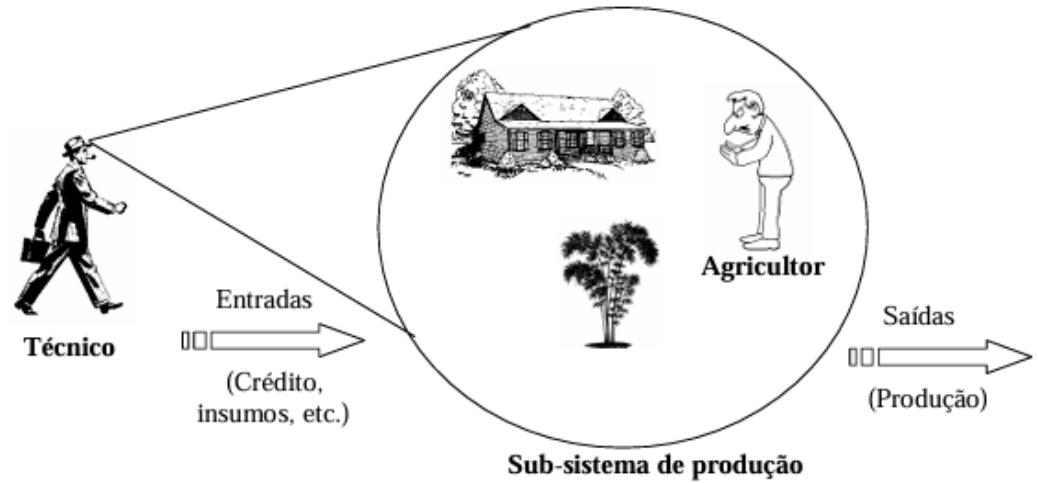 Técnico
Entradas
(Crédito,
insumos, etc.)
Agricultor
Saídas
(Produção)
Sub-sistema de produção